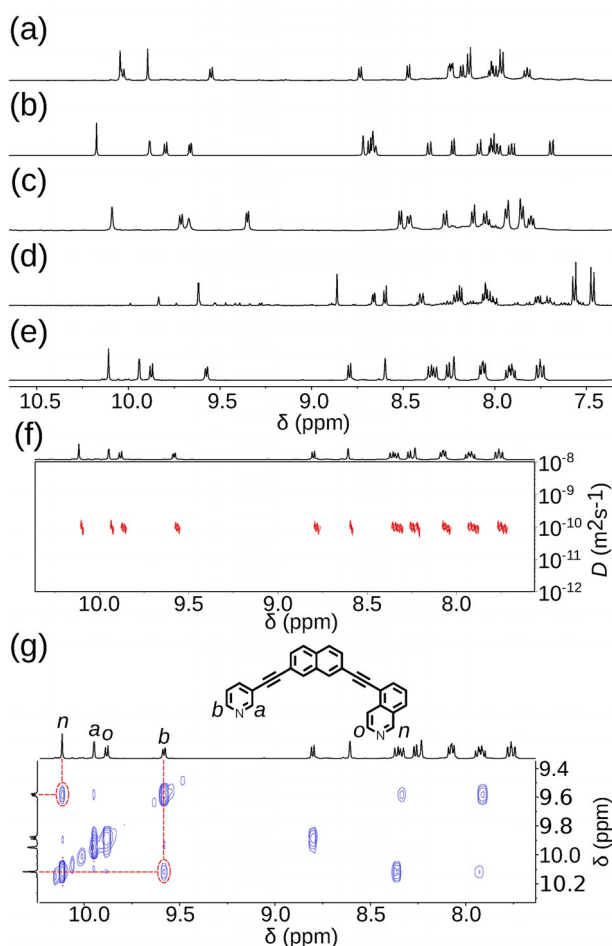 (a)
(b)
(c)
(d)
(e)
10.5 10.0 9.5 9.0 8.5 8.0 7.5
δ (ppm)
(f)
10⁻⁸
10⁻⁹
10⁻¹⁰
10⁻¹¹
10⁻¹²
D (m2s-1)
10.0 9.5 9.0 8.5 8.0
δ (ppm)
(g)
b N a
o N n
n a o b
9.4
9.6
9.8
10.0
10.2
δ (ppm)
10.0 9.5 9.0 8.5 8.0
δ (ppm)